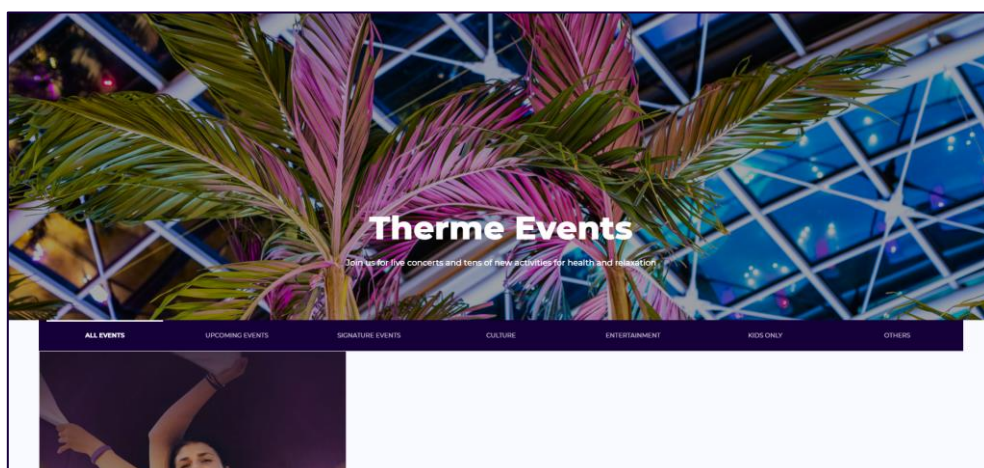 Therme Events
Join us for live concerts and tens of new activities for health and relaxation
ALL EVENTS
UPCOMING EVENTS
SIGNATURE EVENTS
CULTURE
ENTERTAINMENT
KIDS ONLY
OTHERS